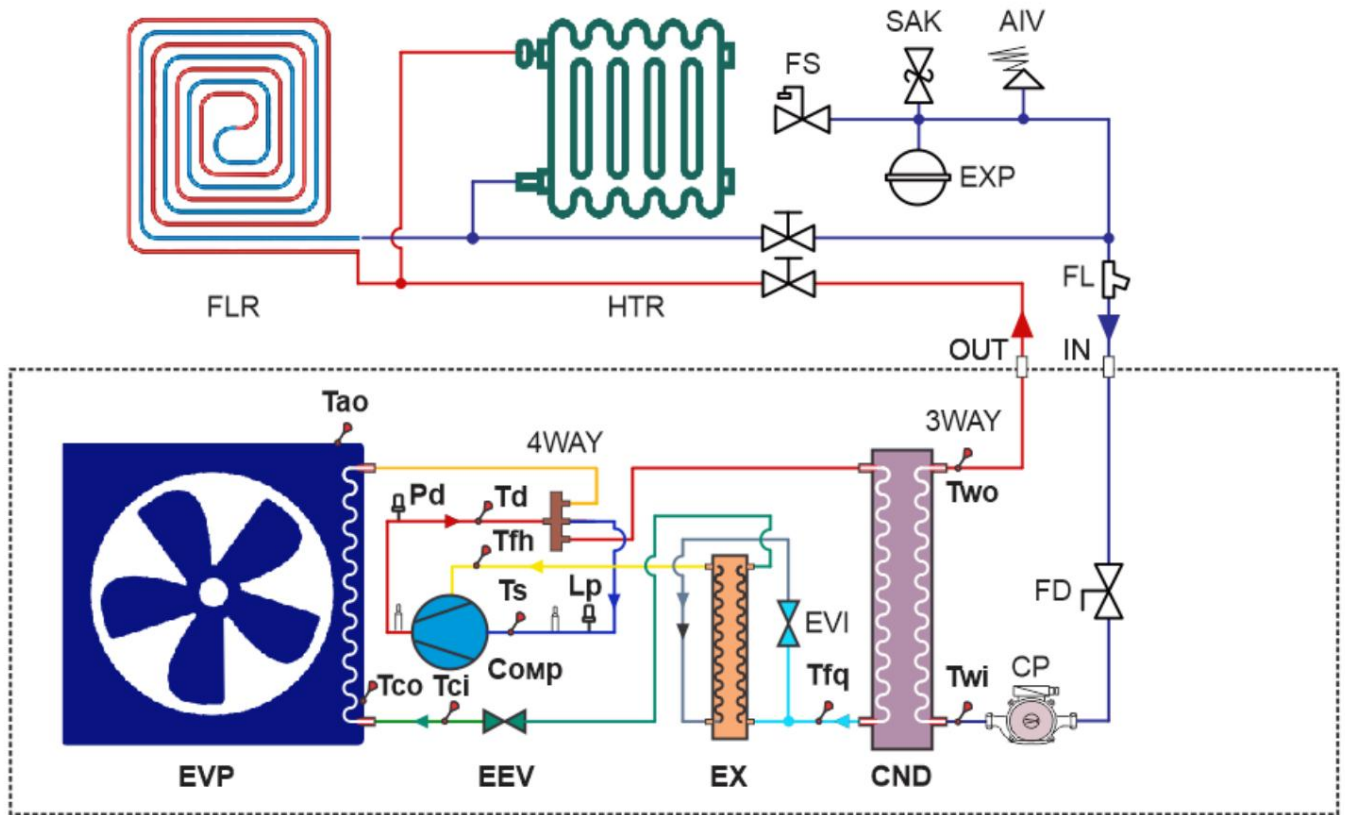 SAK
AIV
FS
EXP
FL
FLR
HTR
OUT
IN
Tao
4WAY
3WAY
Pd
Td
Two
Tfh
Ts
Lp
EVI
FD
Comp
Tco
Tci
Tfq
Twi
CP
EVP
EEV
EX
CND